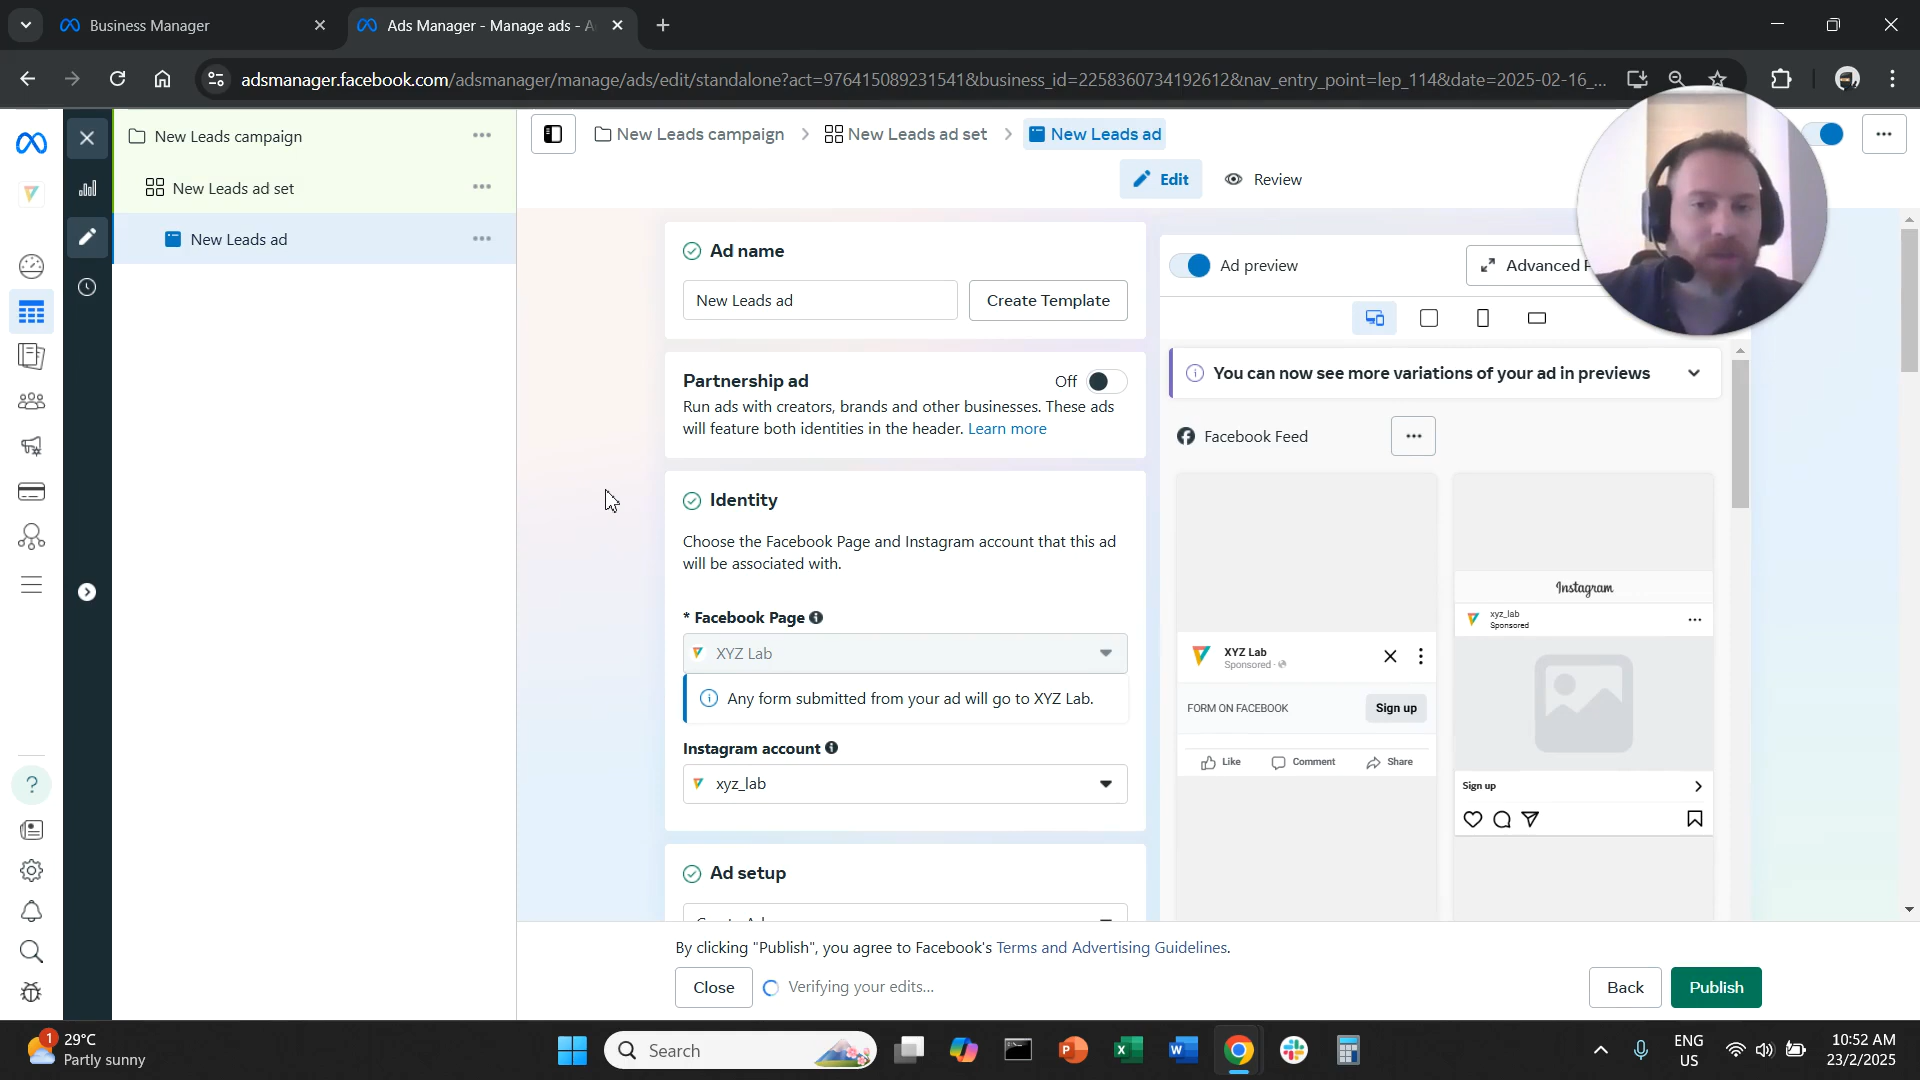 Business Manager
Ads Manager - Manage ads - A
adsmanager.facebook.com/adsmanager/manage/ads/edit/standalone?act=976415089231541&business_id=2258360734192612&nav_entry_point=lep_114&date=2025-02-16_...
New Leads campaign
New Leads ad set
New Leads ad
New Leads campaign
New Leads ad set
New Leads ad
Edit
Review
Ad name
New Leads ad
Create Template
Partnership ad
Off
Run ads with creators, brands and other businesses. These ads
will feature both identities in the header. Learn more
Identity
Choose the Facebook Page and Instagram account that this ad
will be associated with.
* Facebook Page
XYZ Lab
Any form submitted from your ad will go to XYZ Lab.
Instagram account
xyz_lab
Ad setup
Ad preview
Advanced
You can now see more variations of your ad in previews
Facebook Feed
XYZ Lab
Sponsored ·
FORM ON FACEBOOK
Sign up
Like
Comment
Share
Instagram
xyz_lab
Sponsored
Sign up
By clicking "Publish", you agree to Facebook's Terms and Advertising Guidelines.
Close
Verifying your edits...
Back
Publish
1
29°C
Partly sunny
Search
ENG
US
10:52 AM
23/2/2025